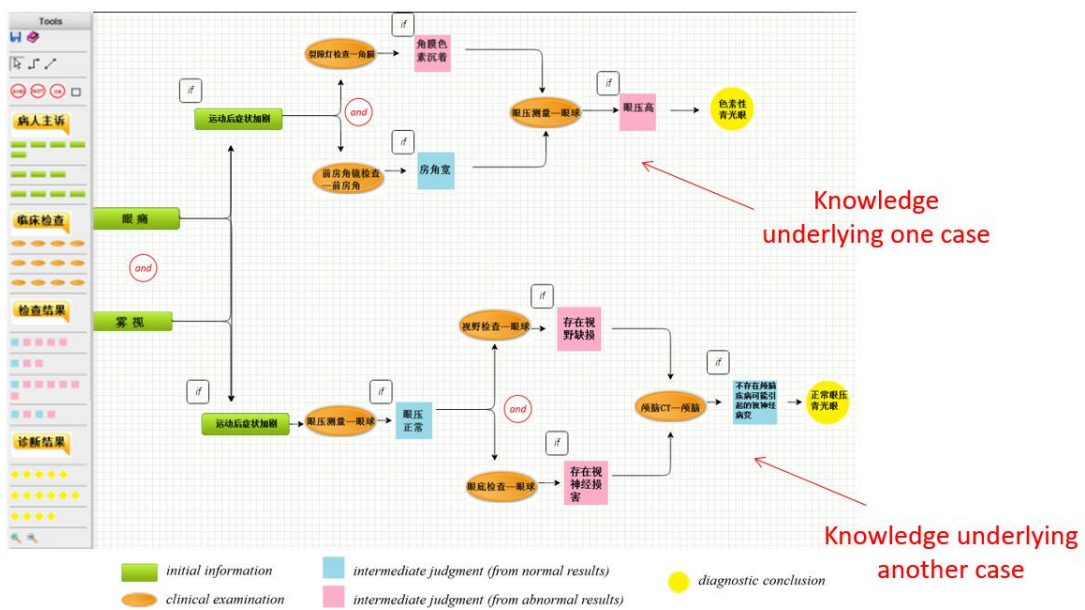 Tools
AND
NOT
OR
病人主诉
临床检查
检查结果
诊断结果
眼 痛
and
雾 视
if
运动后症状加剧
and
裂隙灯检查—角膜
if
角膜色
素沉着
前房角镜检查
—前房角
if
房角宽
眼压测量—眼球
if
眼压高
色素性
青光眼
Knowledge
underlying one case
if
运动后症状加剧
眼压测量—眼球
if
眼压
正常
and
视野检查—眼球
if
存在视
野缺损
眼底检查—眼球
if
存在视
神经损
害
颅脑CT—颅脑
if
不存在颅脑
疾病可能引
起的视神经
病变
正常眼压
青光眼
Knowledge underlying
another case
initial information
clinical examination
intermediate judgment (from normal results)
intermediate judgment (from abnormal results)
diagnostic conclusion